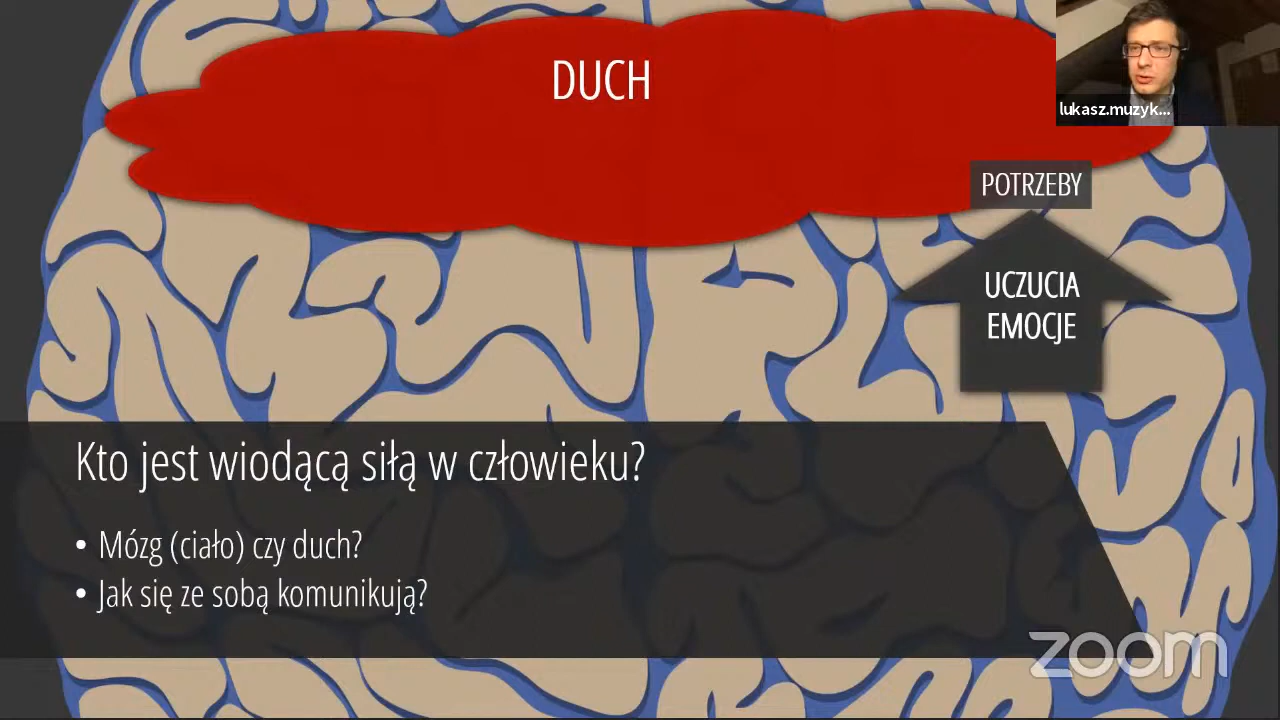 DUCH
lukasz.muzyk...
POTRZEBY
UCZUCIA
EMOCJE
Kto jest wiodącą siłą w człowieku?
• Mózg (ciało) czy duch?
• Jak się ze sobą komunikują?
zoom